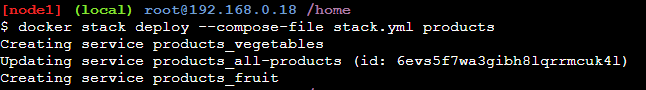 [node1] (local) root@192.168.0.18 /home
$ docker stack deploy --compose-file stack.yml products
Creating service products_vegetables
Updating service products_all-products (id: 6evs5f7wa3gibh8lqrrmcuk4l)
Creating service products_fruit